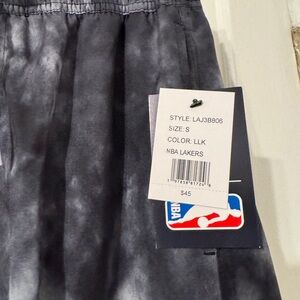 STYLE: LAJ3B806
SIZE: S
COLOR: LLK
NBA LAKERS
$45
NBA